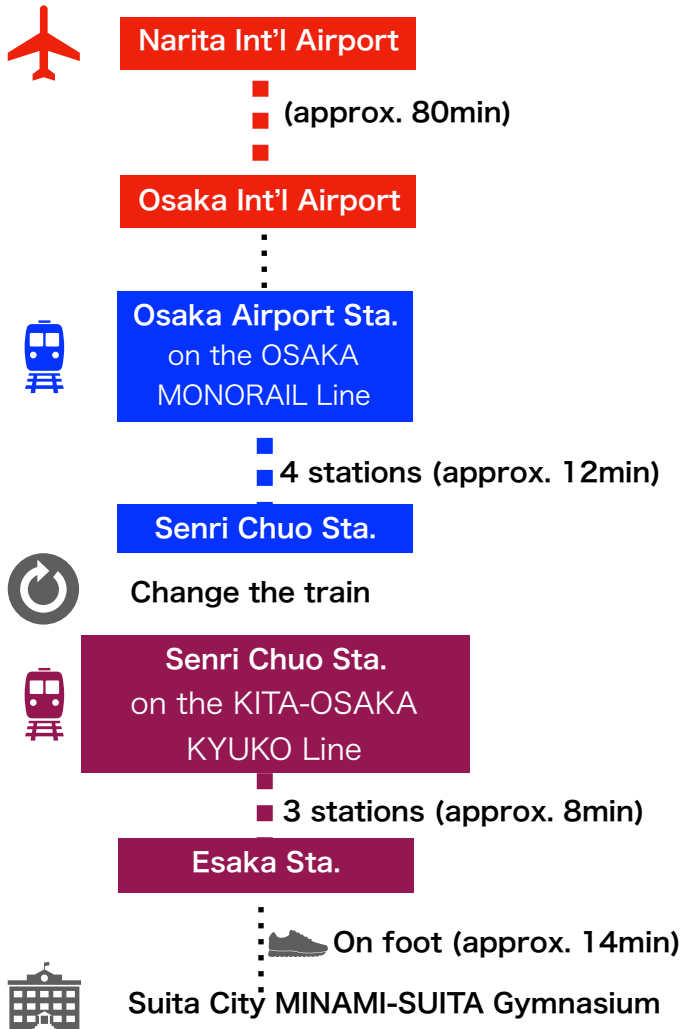 Narita Int'l Airport
(approx. 80min)
Osaka Int'l Airport
Osaka Airport Sta.
on the OSAKA
MONORAIL Line
4 stations (approx. 12min)
Senri Chuo Sta.
Change the train
Senri Chuo Sta.
on the KITA-OSAKA
KYUKO Line
3 stations (approx. 8min)
Esaka Sta.
On foot (approx. 14min)
Suita City MINAMI-SUITA Gymnasium